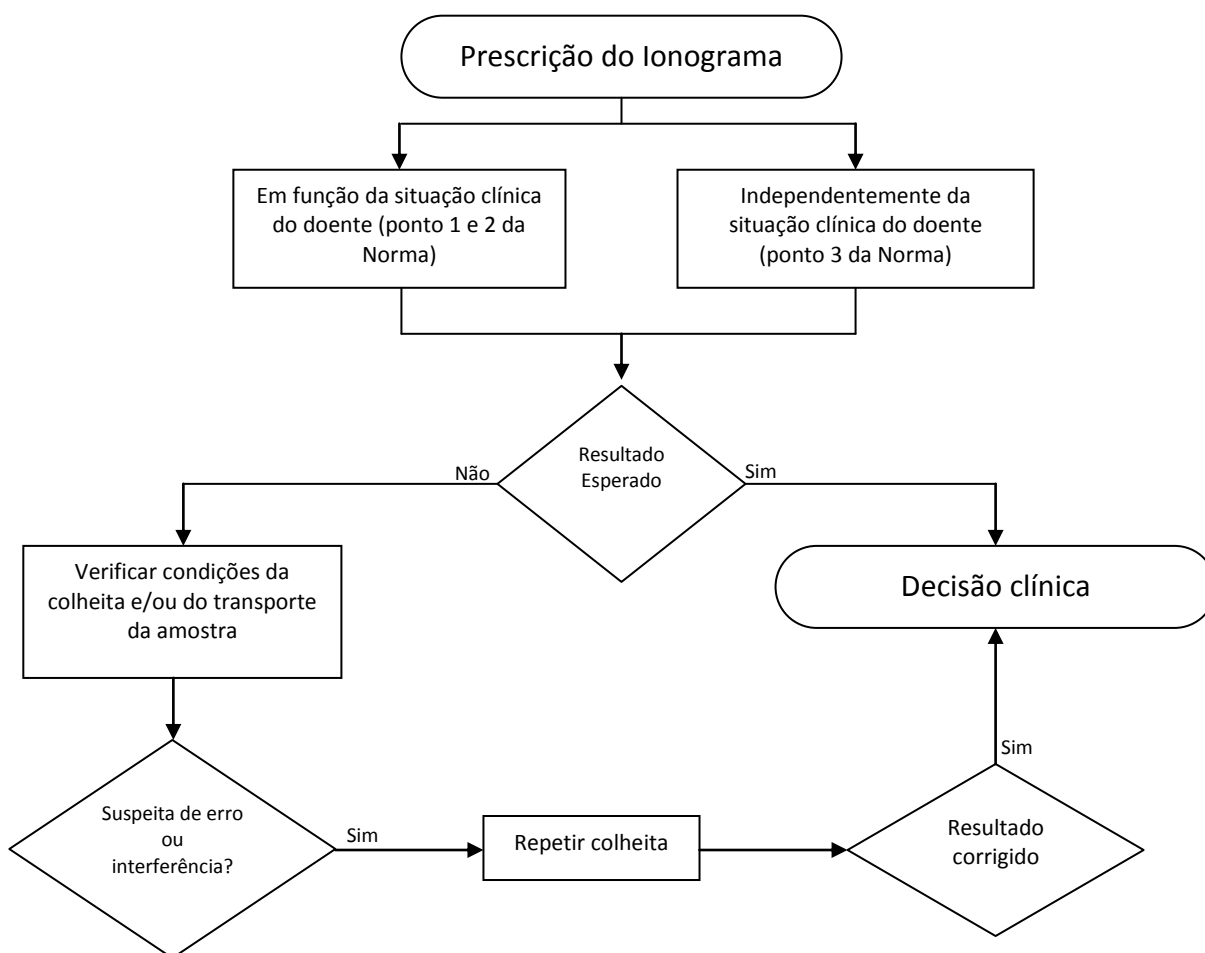 Prescrição do Ionograma
Em função da situação clínica
do doente (ponto 1 e 2 da
Norma)
Independentemente da
situação clínica do doente
(ponto 3 da Norma)
Resultado
Esperado
Não
Sim
Verificar condições da
colheita e/ou do transporte
da amostra
Decisão clínica
Suspeita de erro
ou
interferência?
Sim
Repetir colheita
Resultado
corrigido
Sim